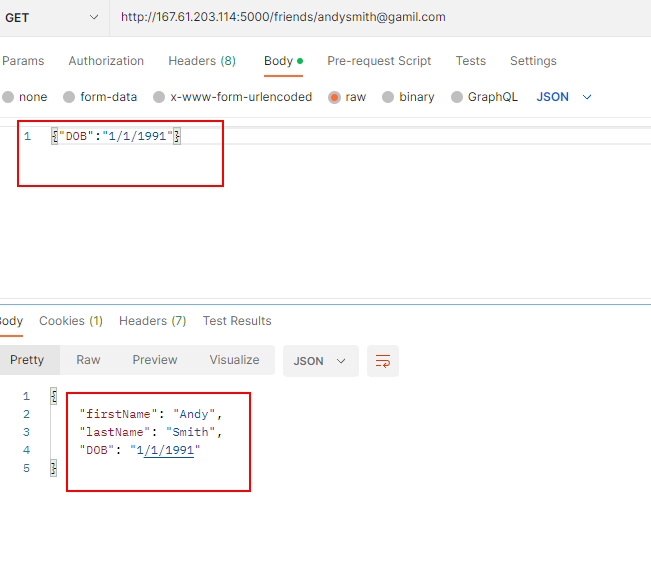 GET http://167.61.203.114:5000/friends/andysmith@gamil.com
Params Authorization Headers (8) Body Pre-request Script Tests Settings
none form-data x-www-form-urlencoded raw binary GraphQL JSON
1 {"DOB":"1/1/1991"}
Body Cookies (1) Headers (7) Test Results
Pretty Raw Preview Visualize JSON
1 {
2 "firstName": "Andy",
3 "lastName": "Smith",
4 "DOB": "1/1/1991"
5 }